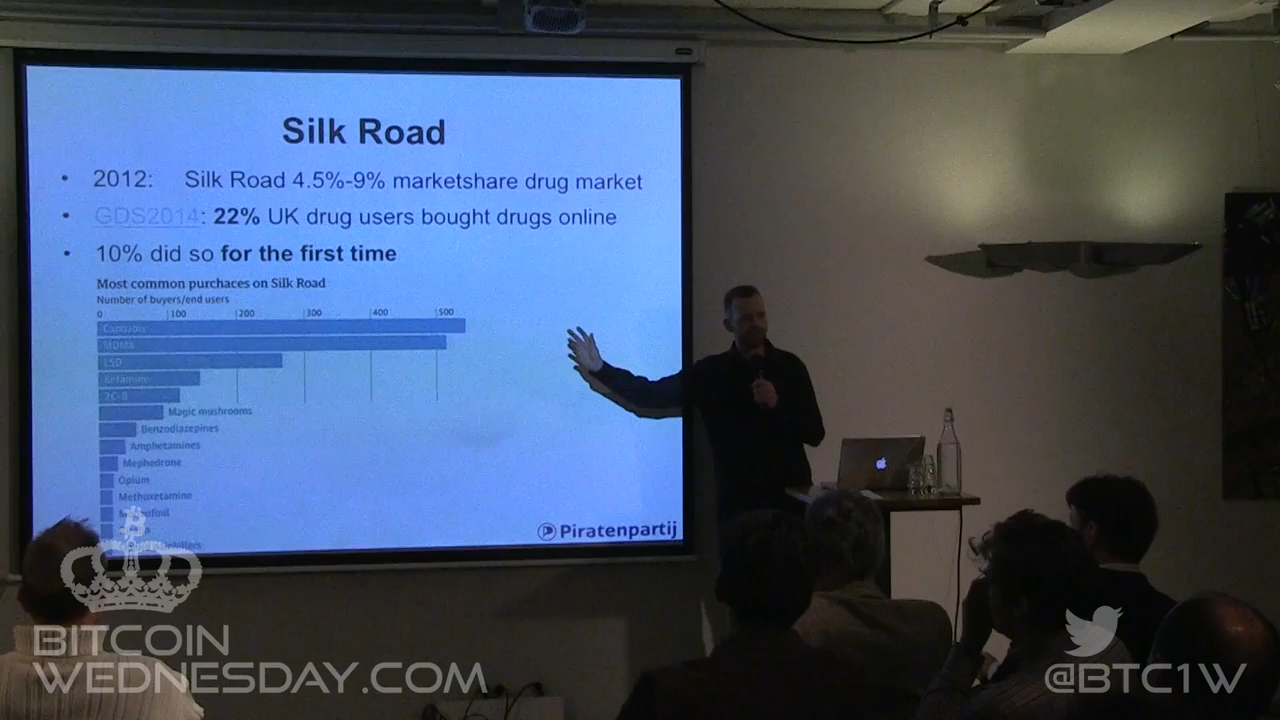 Silk Road
• 2012: Silk Road 4.5%-9% marketshare drug market
• GDS2014: 22% UK drug users bought drugs online
• 10% did so for the first time
Most common purchaces on Silk Road
Number of buyers/end users
0 100 200 300 400 500
Cannabis
MDMA
LSD
Ketamine
2C-B
Magic mushrooms
Benzodiazepines
Amphetamines
Mephedrone
Opium
Methoxetamine
Piratenpartij
BITCOIN
WEDNESDAY.COM
@BTC1W